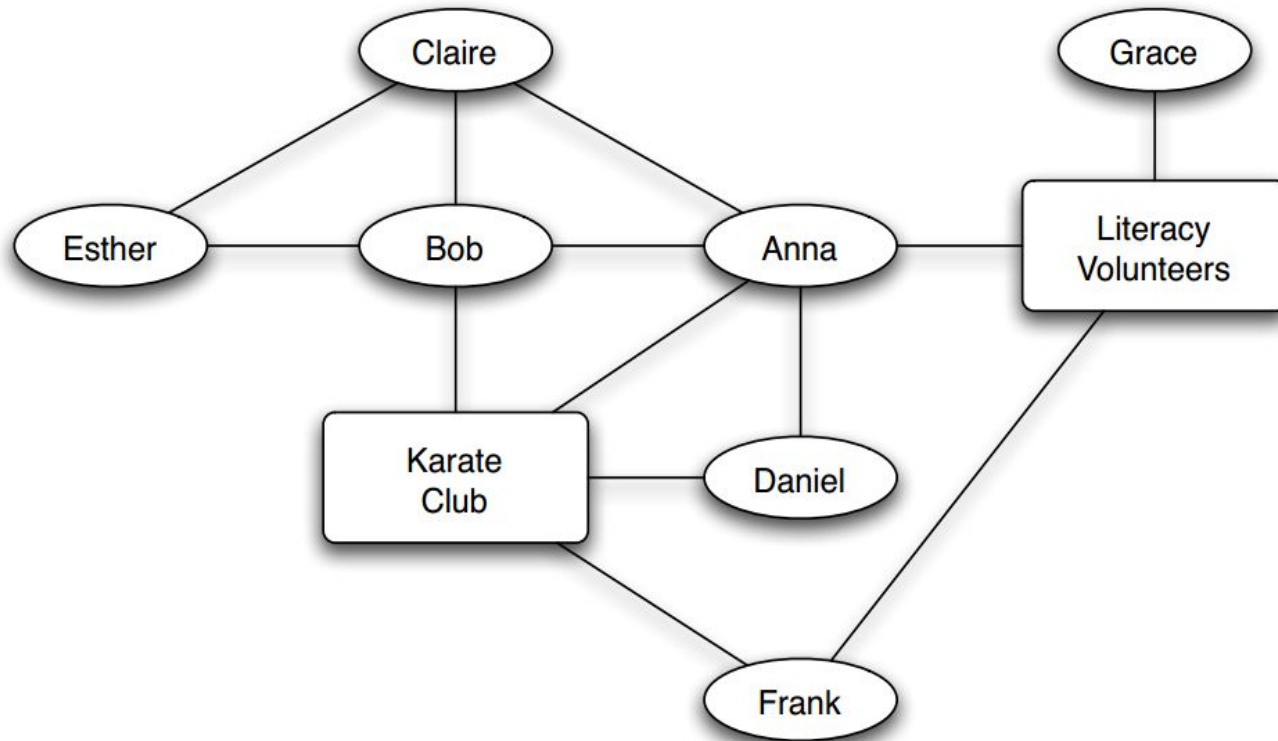 Claire
Grace
Esther
Bob
Anna
Literacy
Volunteers
Karate
Club
Daniel
Frank